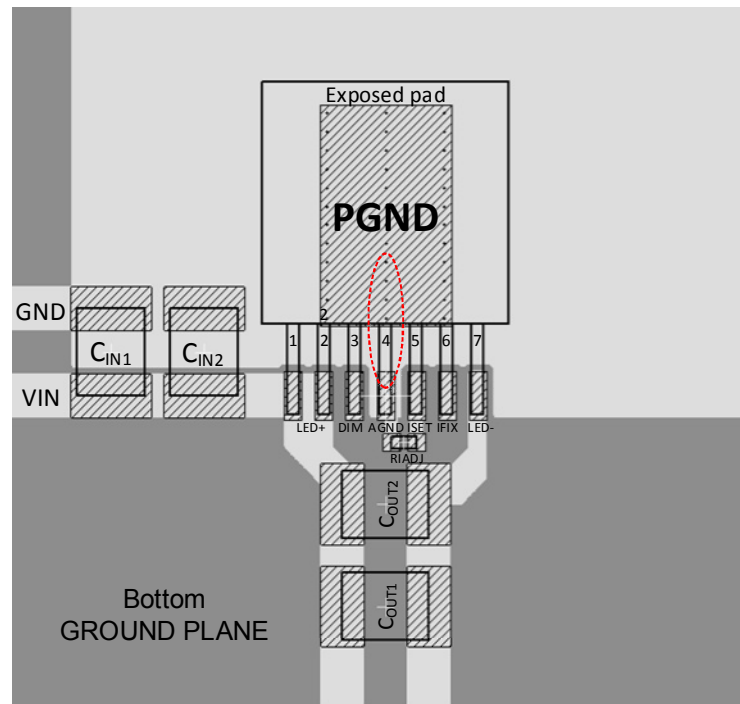 Exposed pad
PGND
2
GND
CIN1
CIN2
VIN
1
2
3
4
5
6
7
LED+
DIM
AGND
ISET
IFIX
LED-
RIADJ
COUT2
COUT1
Bottom
GROUND PLANE